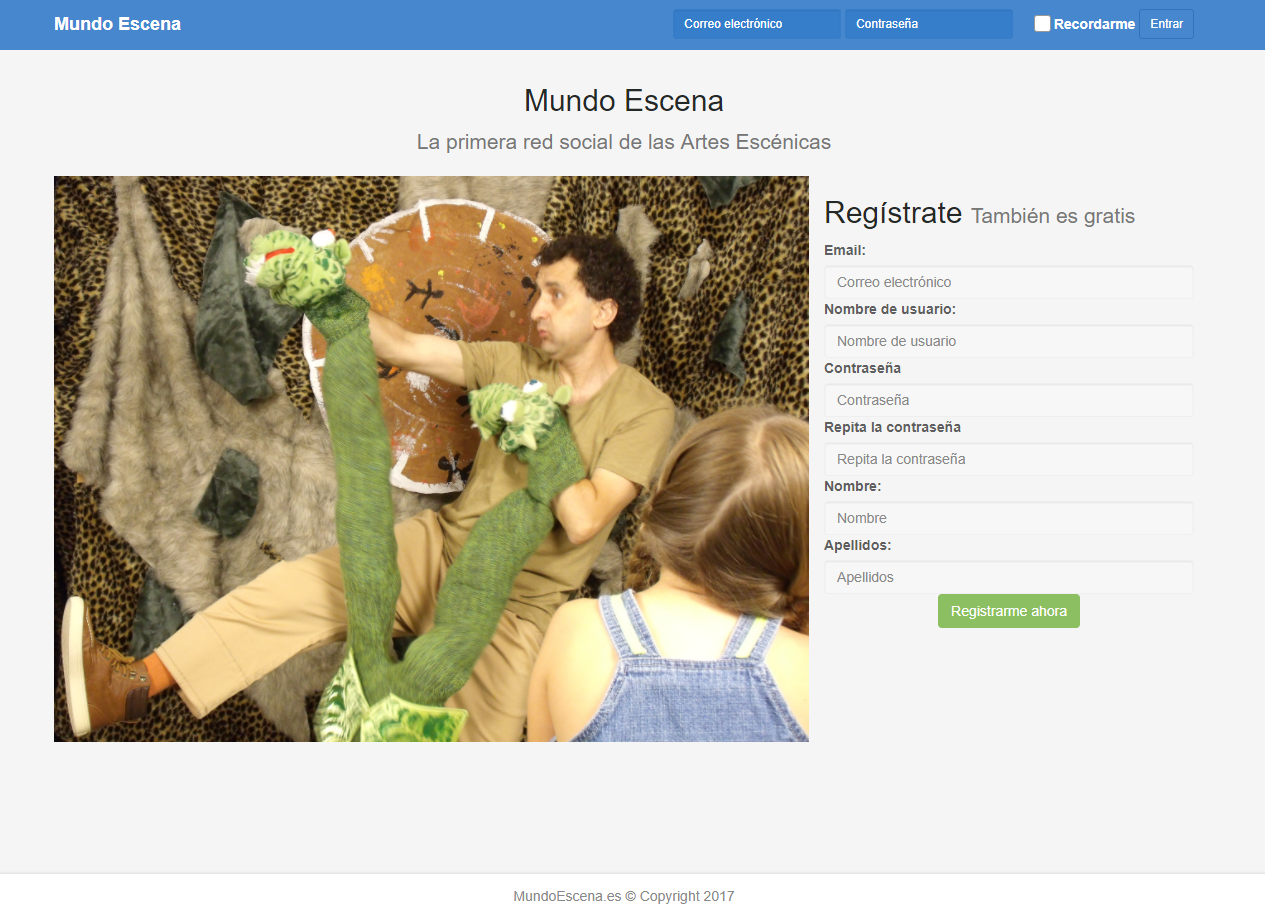 Mundo Escena
Correo electrónico Contraseña Recordarme Entrar
Mundo Escena
La primera red social de las Artes Escénicas
Regístrate También es gratis
Email:
Correo electrónico
Nombre de usuario:
Nombre de usuario
Contraseña
Contraseña
Repita la contraseña
Repita la contraseña
Nombre:
Nombre
Apellidos:
Apellidos
Registrarme ahora
MundoEscena.es © Copyright 2017